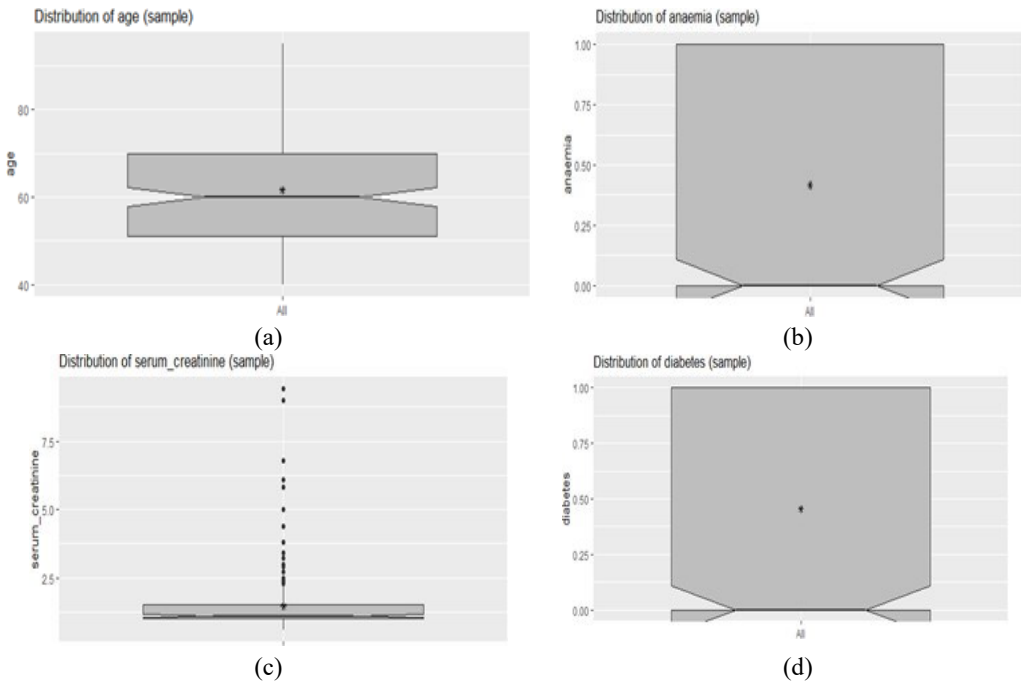 Distribution of age (sample)
age
80
60
40
All
(a)
Distribution of anaemia (sample)
anaemia
1.00
0.75
0.50
0.25
0.00
All
(b)
Distribution of serum_creatinine (sample)
serum_creatinine
7.5
5.0
2.5
(c)
Distribution of diabetes (sample)
diabetes
1.00
0.75
0.50
0.25
0.00
All
(d)